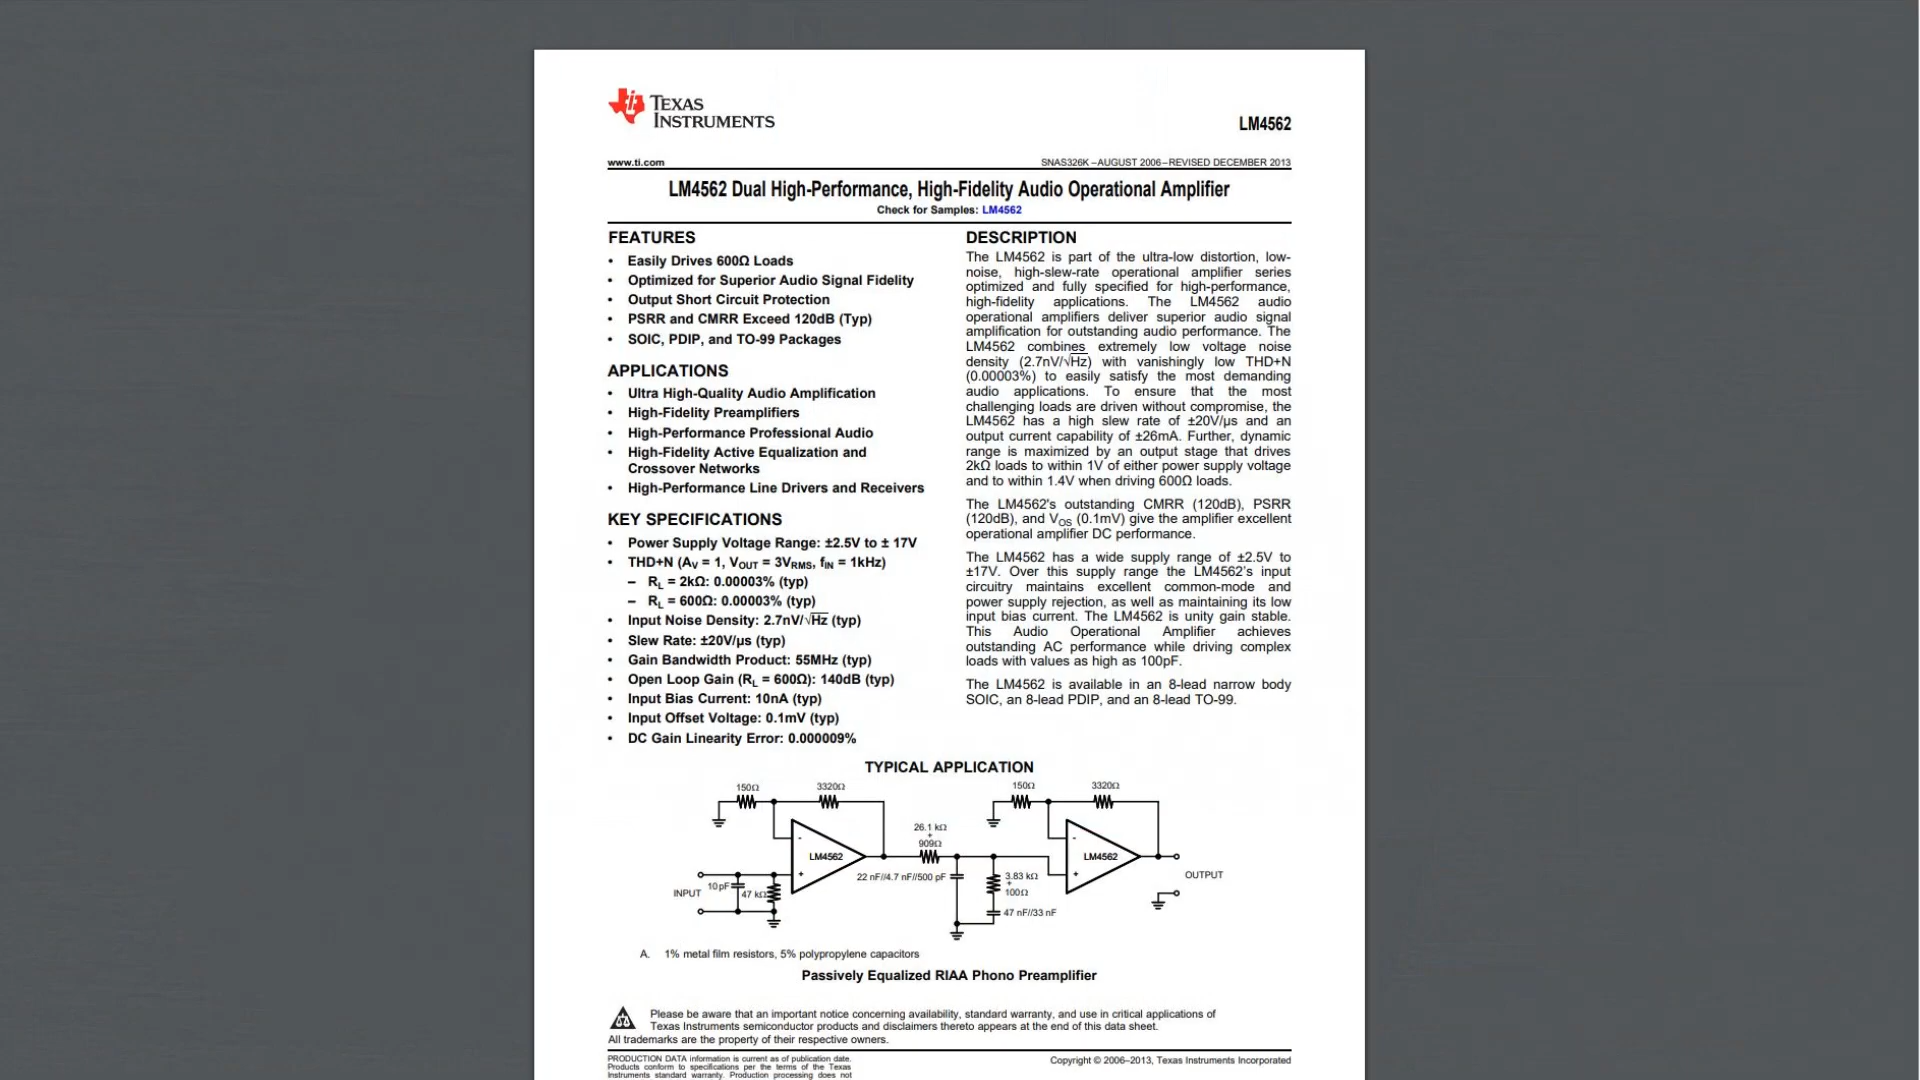 TEXAS
INSTRUMENTS
LM4562
www.ti.com
SNAS326K –AUGUST 2006–REVISED DECEMBER 2013
LM4562 Dual High-Performance, High-Fidelity Audio Operational Amplifier
Check for Samples: LM4562
FEATURES
• Easily Drives 600Ω Loads
• Optimized for Superior Audio Signal Fidelity
• Output Short Circuit Protection
• PSRR and CMRR Exceed 120dB (Typ)
• SOIC, PDIP, and TO-99 Packages
APPLICATIONS
• Ultra High-Quality Audio Amplification
• High-Fidelity Preamplifiers
• High-Performance Professional Audio
• High-Fidelity Active Equalization and
Crossover Networks
• High-Performance Line Drivers and Receivers
KEY SPECIFICATIONS
• Power Supply Voltage Range: ±2.5V to ± 17V
• THD+N (AV = 1, VOUT = 3VRMS, fIN = 1kHz)
– RL = 2kΩ: 0.00003% (typ)
– RL = 600Ω: 0.00003% (typ)
• Input Noise Density: 2.7nV/√Hz (typ)
• Slew Rate: ±20V/μs (typ)
• Gain Bandwidth Product: 55MHz (typ)
• Open Loop Gain (RL = 600Ω): 140dB (typ)
• Input Bias Current: 10nA (typ)
• Input Offset Voltage: 0.1mV (typ)
• DC Gain Linearity Error: 0.000009%
DESCRIPTION
The LM4562 is part of the ultra-low distortion, low-
noise, high-slew-rate operational amplifier series
optimized and fully specified for high-performance,
high-fidelity applications. The LM4562 audio
operational amplifiers deliver superior audio signal
amplification for outstanding audio performance. The
LM4562 combines extremely low voltage noise
density (2.7nV/√Hz) with vanishingly low THD+N
(0.00003%) to easily satisfy the most demanding
audio applications. To ensure that the most
challenging loads are driven without compromise, the
LM4562 has a high slew rate of ±20V/μs and an
output current capability of ±26mA. Further, dynamic
range is maximized by an output stage that drives
2kΩ loads to within 1V of either power supply voltage
and to within 1.4V when driving 600Ω loads.
The LM4562's outstanding CMRR (120dB), PSRR
(120dB), and VOS (0.1mV) give the amplifier excellent
operational amplifier DC performance.
The LM4562 has a wide supply range of ±2.5V to
±17V. Over this supply range the LM4562's input
circuitry maintains excellent common-mode and
power supply rejection, as well as maintaining its low
input bias current. The LM4562 is unity gain stable.
This Audio Operational Amplifier achieves
outstanding AC performance while driving complex
loads with values as high as 100pF.
The LM4562 is available in an 8-lead narrow body
SOIC, an 8-lead PDIP, and an 8-lead TO-99.
TYPICAL APPLICATION
150Ω 3320Ω 150Ω 3320Ω
26.1 kΩ
+
909Ω
- -
LM4562 LM4562
+ +
22 nF//4.7 nF//500 pF
3.83 kΩ
+
100Ω
OUTPUT
INPUT 10 pF 47 kΩ
47 nF//33 nF
A. 1% metal film resistors, 5% polypropylene capacitors
Passively Equalized RIAA Phono Preamplifier
Please be aware that an important notice concerning availability, standard warranty, and use in critical applications of
Texas Instruments semiconductor products and disclaimers thereto appears at the end of this data sheet.
All trademarks are the property of their respective owners.
PRODUCTION DATA information is current as of publication date.
Products conform to specifications per the terms of the Texas
Instruments standard warranty. Production processing does not
Copyright © 2006–2013, Texas Instruments Incorporated